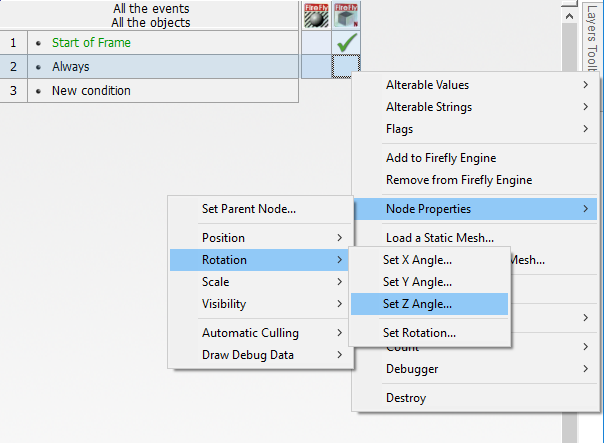 All the events
All the objects
FireFly FireFly
N
1 • Start of Frame
2 • Always
3 • New condition
Layers Toolb
Alterable Values
Alterable Strings
Flags
Add to Firefly Engine
Remove from Firefly Engine
Node Properties
Load a Static Mesh...
Mesh...
Count
Debugger
Destroy
Set Parent Node...
Position
Rotation
Scale
Visibility
Automatic Culling
Draw Debug Data
Set X Angle...
Set Y Angle...
Set Z Angle...
Set Rotation...